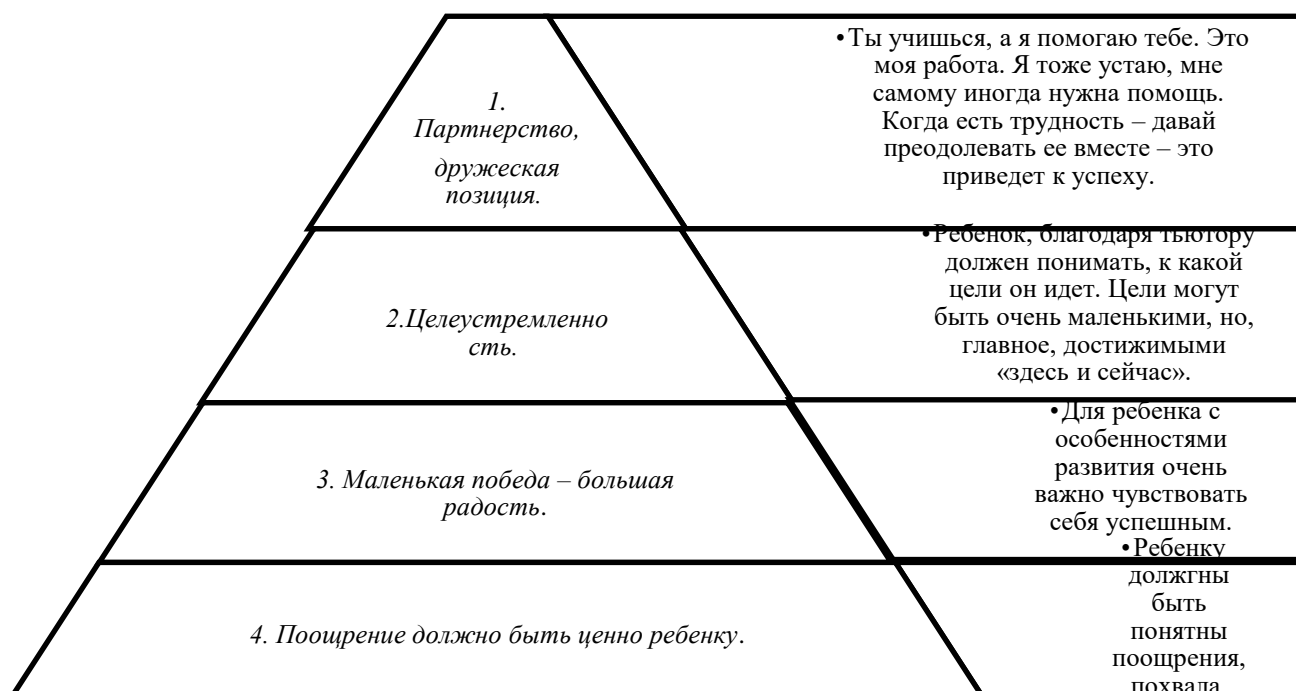 1.
Партнерство,
дружеская
позиция.
•Ты учишься, а я помогаю тебе. Это
моя работа. Я тоже устаю, мне
самому иногда нужна помощь.
Когда есть трудность – давай
преодолевать ее вместе – это
приведет к успеху.
2.Целеустремленно
сть.
•Ребенок, благодаря тьютору
должен понимать, к какой
цели он идет. Цели могут
быть очень маленькими, но,
главное, достижимыми
«здесь и сейчас».
3. Маленькая победа – большая
радость.
•Для ребенка с
особенностями
развития очень
важно чувствовать
себя успешным.
4. Поощрение должно быть ценно ребенку.
•Ребенку
должгны
быть
понятны
поощрения,
похвала